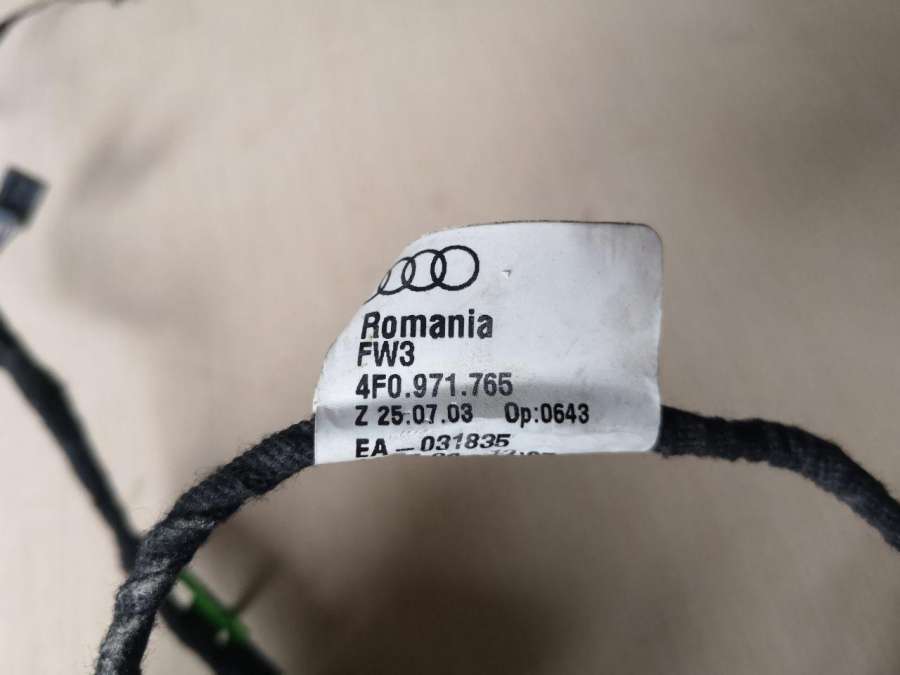 Romania
FW3
4F0.971.765
Z 25.07.03 Op:0643
EA - 031835